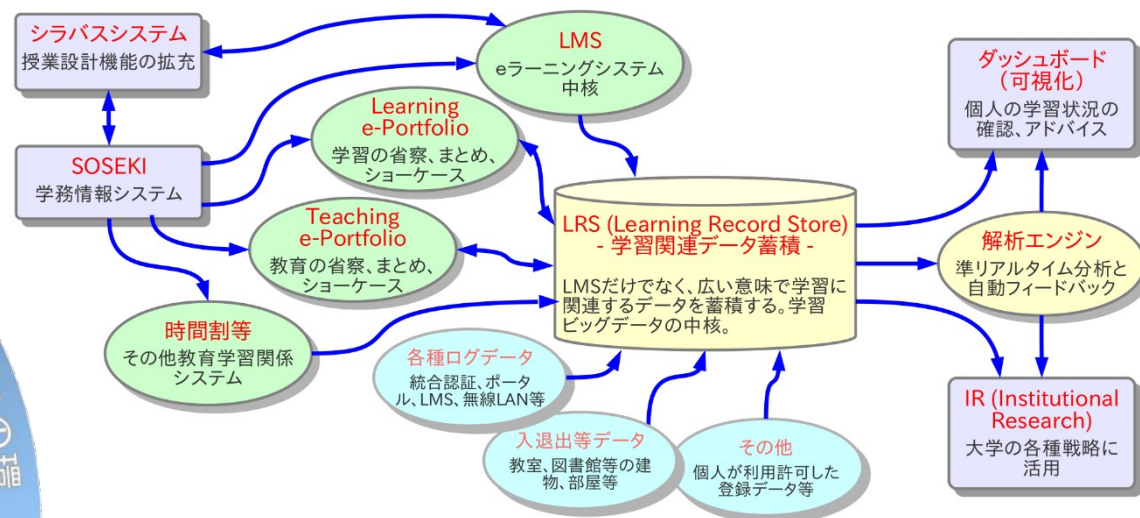 シラバスシステム
授業設計機能の拡充
LMS
eラーニングシステム
中核
ダッシュボード
（可視化）
個人の学習状況の
確認、アドバイス
Learning
e-Portfolio
学習の省察、まとめ、
ショーケース
SOSEKI
学務情報システム
Teaching
e-Portfolio
教育の省察、まとめ、
ショーケース
LRS (Learning Record Store)
- 学習関連データ蓄積 -
LMSだけでなく、広い意味で学習に
関連するデータを蓄積する。学習
ビッグデータの中核。
解析エンジン
準リアルタイム分析と
自動フィードバック
時間割等
その他教育学習関係
システム
各種ログデータ
統合認証、ポータ
ル、LMS、無線LAN等
入退出等データ
教室、図書館等の建
物、部屋等
その他
個人が利用許可した
登録データ等
IR (Institutional
Research)
大学の各種戦略に
活用